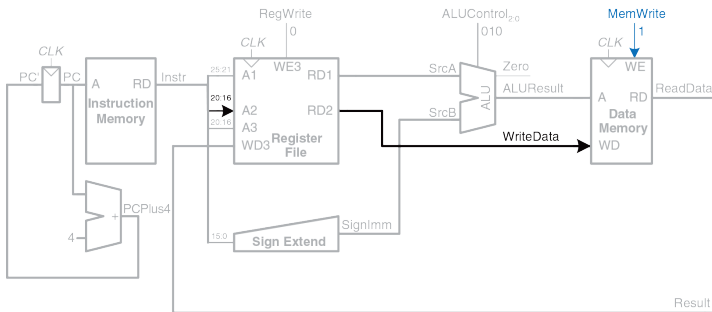 RegWrite
ALUControl2:0
MemWrite
CLK
CLK
0
010
CLK
1
PC'
PC
A
RD
Instr
25:21
A1
WE3
RD1
SrcA
Zero
WE
Instruction
Memory
20:16
A2
RD2
SrcB
ALU
ALUResult
A
RD
ReadData
20:16
A3
Register
File
WD3
WriteData
Data
Memory
WD
+
PCPlus4
4
15:0
Sign Extend
SignImm
Result